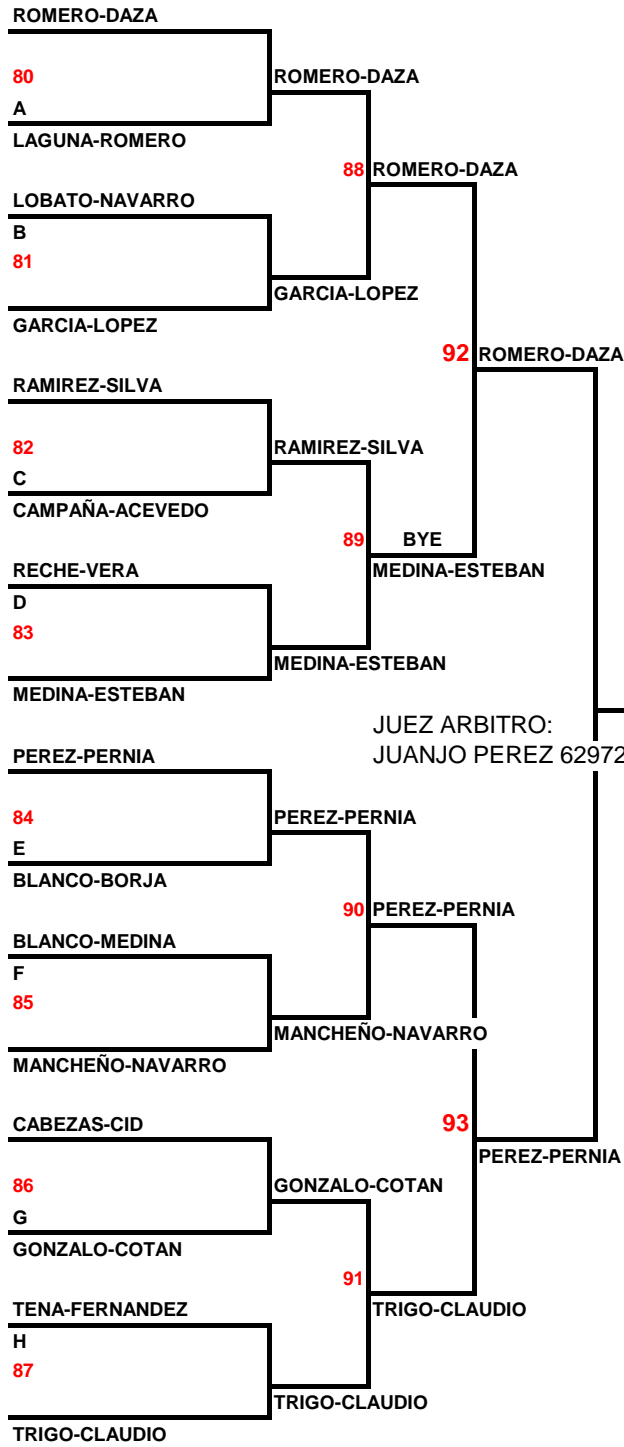 ROMERO-DAZA
80
ROMERO-DAZA
A
LAGUNA-ROMERO
88 ROMERO-DAZA
LOBATO-NAVARRO
B
81
GARCIA-LOPEZ
GARCIA-LOPEZ
92 ROMERO-DAZA
RAMIREZ-SILVA
82
RAMIREZ-SILVA
C
CAMPAÑA-ACEVEDO
89 BYE
RECHE-VERA
MEDINA-ESTEBAN
D
83
MEDINA-ESTEBAN
MEDINA-ESTEBAN
JUEZ ARBITRO:
PEREZ-PERNIA
JUANJO PEREZ 62972
84
PEREZ-PERNIA
E
BLANCO-BORJA
90 PEREZ-PERNIA
BLANCO-MEDINA
F
85
MANCHEÑO-NAVARRO
MANCHEÑO-NAVARRO
CABEZAS-CID
93
PEREZ-PERNIA
86
GONZALO-COTAN
G
GONZALO-COTAN
91
TENA-FERNANDEZ
TRIGO-CLAUDIO
H
87
TRIGO-CLAUDIO
TRIGO-CLAUDIO